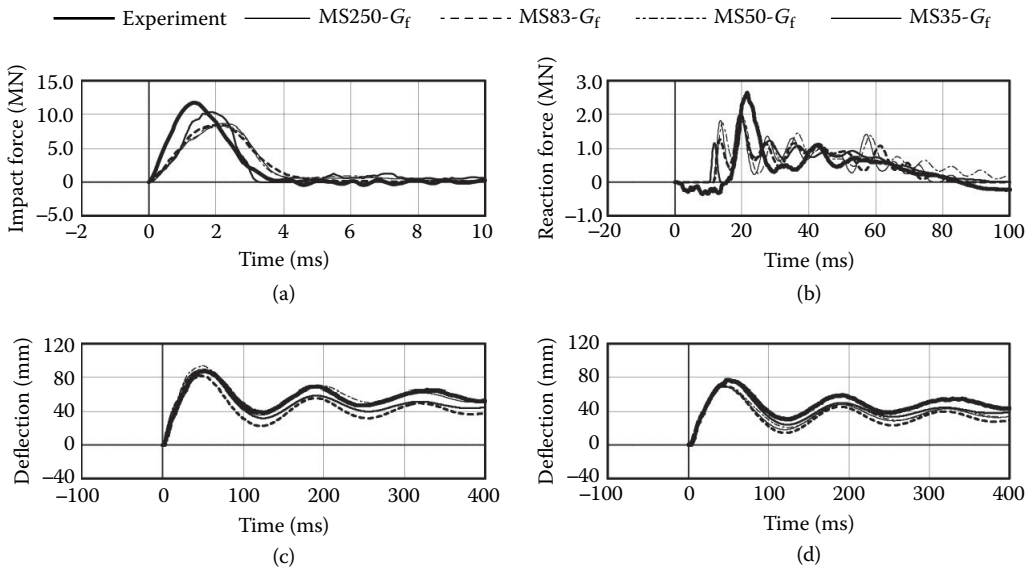 Experiment MS250-Gf MS83-Gf MS50-Gf MS35-Gf
Impact force (MN)
15.0
10.0
5.0
0
–5.0
–2 0 2 4 6 8 10
Time (ms)
(a)
Reaction force (MN)
3.0
2.0
1.0
0
–1.0
–20 0 20 40 60 80 100
Time (ms)
(b)
Deflection (mm)
120
80
40
0
–40
–100 0 100 200 300 400
Time (ms)
(c)
Deflection (mm)
120
80
40
0
–40
–100 0 100 200 300 400
Time (ms)
(d)